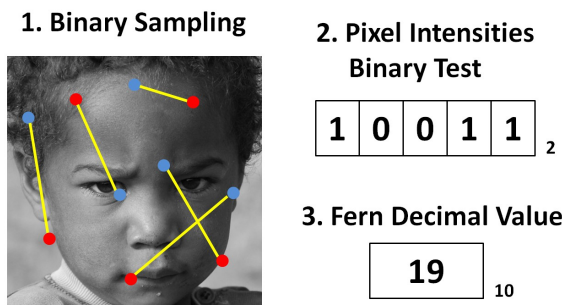 1. Binary Sampling
2. Pixel Intensities
Binary Test
1 0 0 1 1 2
3. Fern Decimal Value
19 10